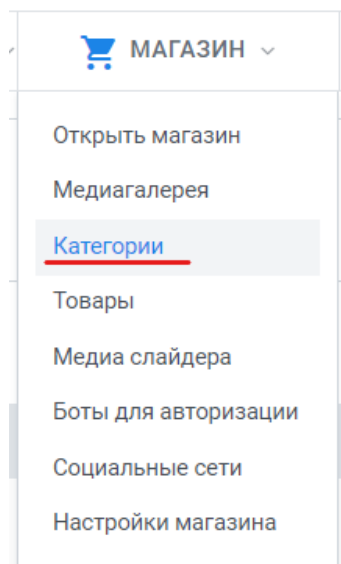 МАГАЗИН
Открыть магазин
Медиагалерея
Категории
Товары
Медиа слайдера
Боты для авторизации
Социальные сети
Настройки магазина